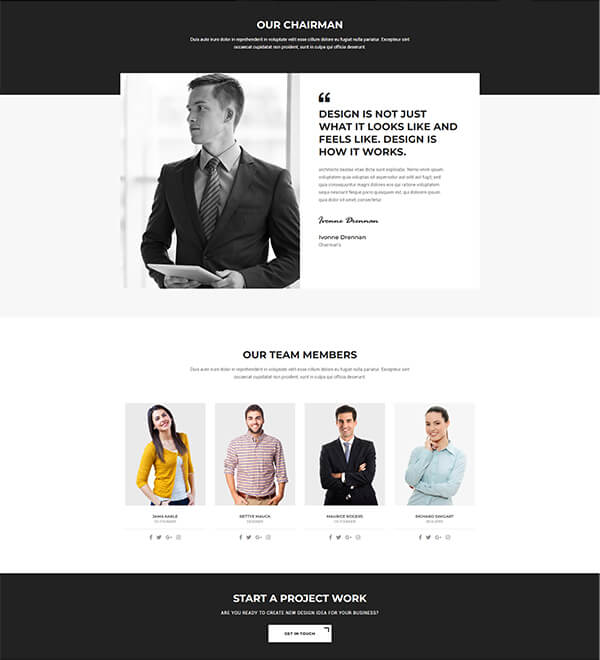 OUR CHAIRMAN
Duis aute irure dolor in reprehenderit in voluptate velit esse cillum dolore eu fugiat nulla pariatur. Excepteur sint
occaecat cupidatat non proident, sunt in culpa qui officia deserunt
DESIGN IS NOT JUST
WHAT IT LOOKS LIKE AND
FEELS LIKE. DESIGN IS
HOW IT WORKS.
architecto beatae vitae dicta sunt explicabo. Nemo enim ipsam
voluptatem quia voluptas sit aspernatur aut odit aut fugit, sed
quia consequuntur magni dolores eos qui ratione voluptatem
sequi nesciunt Neque porro quisquam est, qui dolorem ipsum
quia dolor sit amet, consectetur
Ivonne Drennan
Ivonne Drennan
Chairman's
OUR TEAM MEMBERS
Duis aute irure dolor in reprehenderit in voluptate velit esse cillum dolore eu fugiat nulla pariatur. Excepteur sint
occaecat cupidatat non proident, sunt in culpa qui officia deserunt
JAMA KARLE
CO-FOUNDER
BETTYE MAUCK
DESIGNER
MAURICE ROGERS
CO-FOUNDER
RICHARD SWIGART
BUILDERS
START A PROJECT WORK
ARE YOU READY TO CREATE NEW DESIGN IDEA FOR YOUR BUSINESS?
GET IN TOUCH